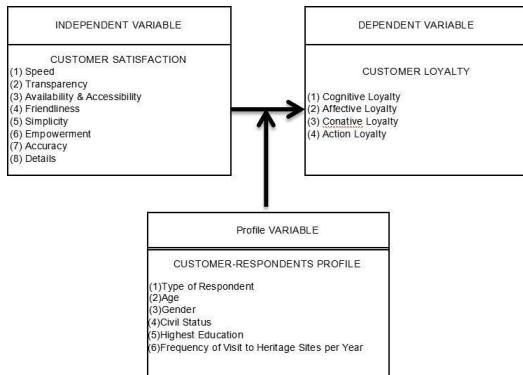 INDEPENDENT VARIABLE
CUSTOMER SATISFACTION
(1) Speed
(2) Transparency
(3) Availability & Accessibility
(4) Friendliness
(5) Simplicity
(6) Empowerment
(7) Accuracy
(8) Details
DEPENDENT VARIABLE
CUSTOMER LOYALTY
(1) Cognitive Loyalty
(2) Affective Loyalty
(3) Conative Loyalty
(4) Action Loyalty
Profile VARIABLE
CUSTOMER-RESPONDENTS PROFILE
(1)Type of Respondent
(2)Age
(3)Gender
(4)Civil Status
(5)Highest Education
(6)Frequency of Visit to Heritage Sites per Year